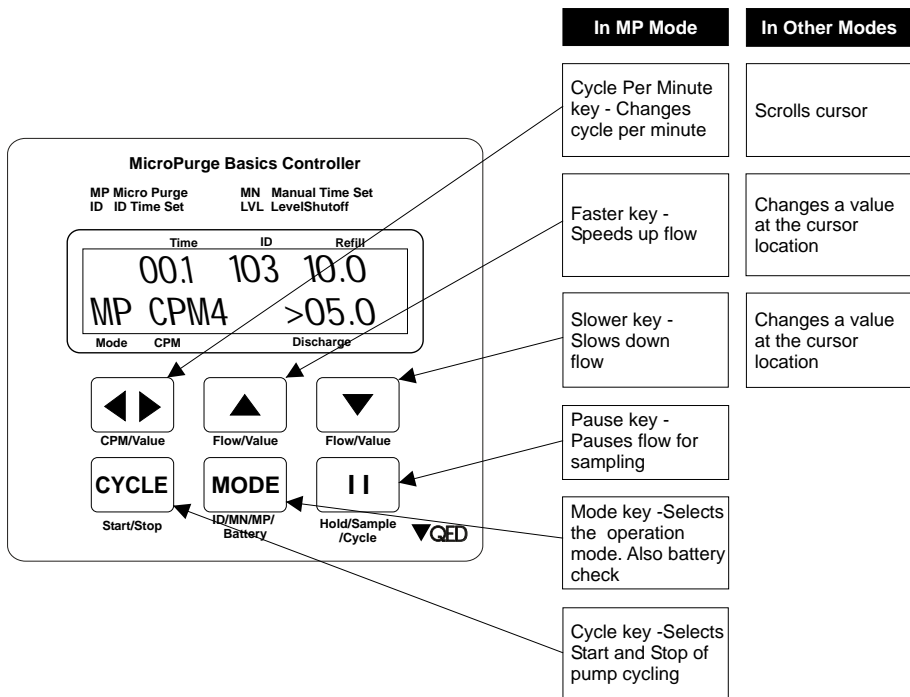 In MP Mode
In Other Modes
Cycle Per Minute
key - Changes
cycle per minute
Scrolls cursor
Faster key -
Speeds up flow
Changes a value
at the cursor
location
Slower key -
Slows down
flow
Changes a value
at the cursor
location
Pause key -
Pauses flow for
sampling
Mode key -Selects
the operation
mode. Also battery
check
Cycle key -Selects
Start and Stop of
pump cycling
MicroPurge Basics Controller
MP Micro Purge MN Manual Time Set
ID ID Time Set LVL LevelShutoff
Time ID Refill
00.1 103 10.0
MP CPM4 >05.0
Mode CPM Discharge
CPM/Value Flow/Value Flow/Value
CYCLE MODE II
Start/Stop
ID/MN/MP/
Battery
Hold/Sample
/Cycle
QED